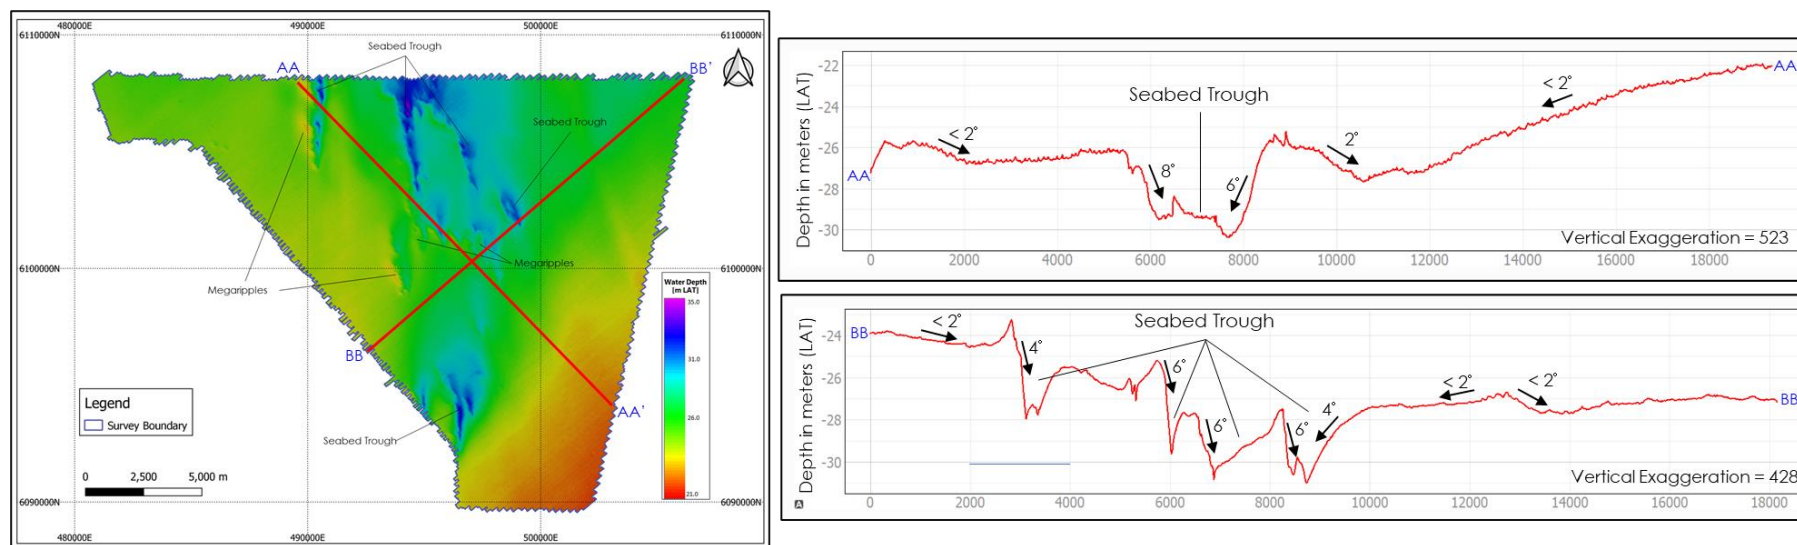 480000E 490000E 500000E
6110000N 6110000N
Seabed Trough
AA
BB'
Seabed Trough
6100000N 6100000N
Megaripples
Megaripples
Water Depth
[m LAT]
35.0
31.0
26.0
21.0
BB
AA'
Legend
Survey Boundary
Seabed Trough
0 2,500 5,000 m
6090000N 6090000N
480000E 490000E 500000E
Depth in meters (LAT)
-22
-24
-26
-28
-30
AA
AA
Seabed Trough
< 2°
8°
6°
2°
< 2°
Vertical Exaggeration = 523
0 2000 4000 6000 8000 10000 12000 14000 16000 18000
Depth in meters (LAT)
-24
-26
-28
-30
BB
BB
Seabed Trough
< 2°
4°
6°
6°
6°
4°
< 2°
< 2°
Vertical Exaggeration = 428
0 2000 4000 6000 8000 10000 12000 14000 16000 18000